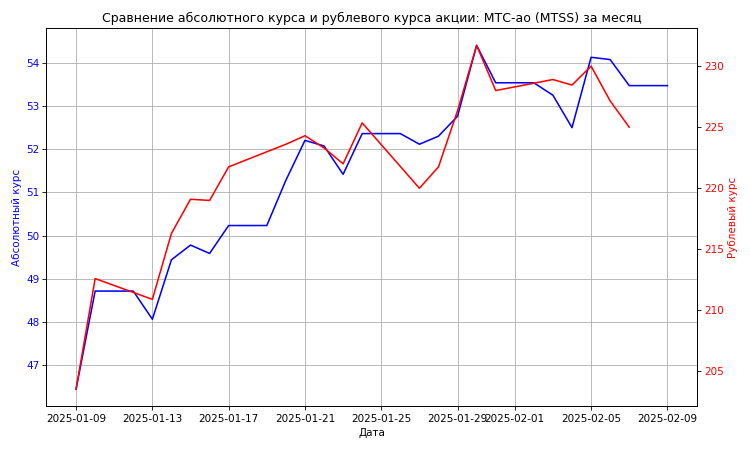 Сравнение абсолютного курса и рублевого курса акции: МТС-ао (MTSS) за месяц
Абсолютный курс
54
53
52
51
50
49
48
47
230
225
220
215
210
205
Рублевый курс
2025-01-09 2025-01-13 2025-01-17 2025-01-21 2025-01-25 2025-01-29 2025-02-01 2025-02-05 2025-02-09
Дата